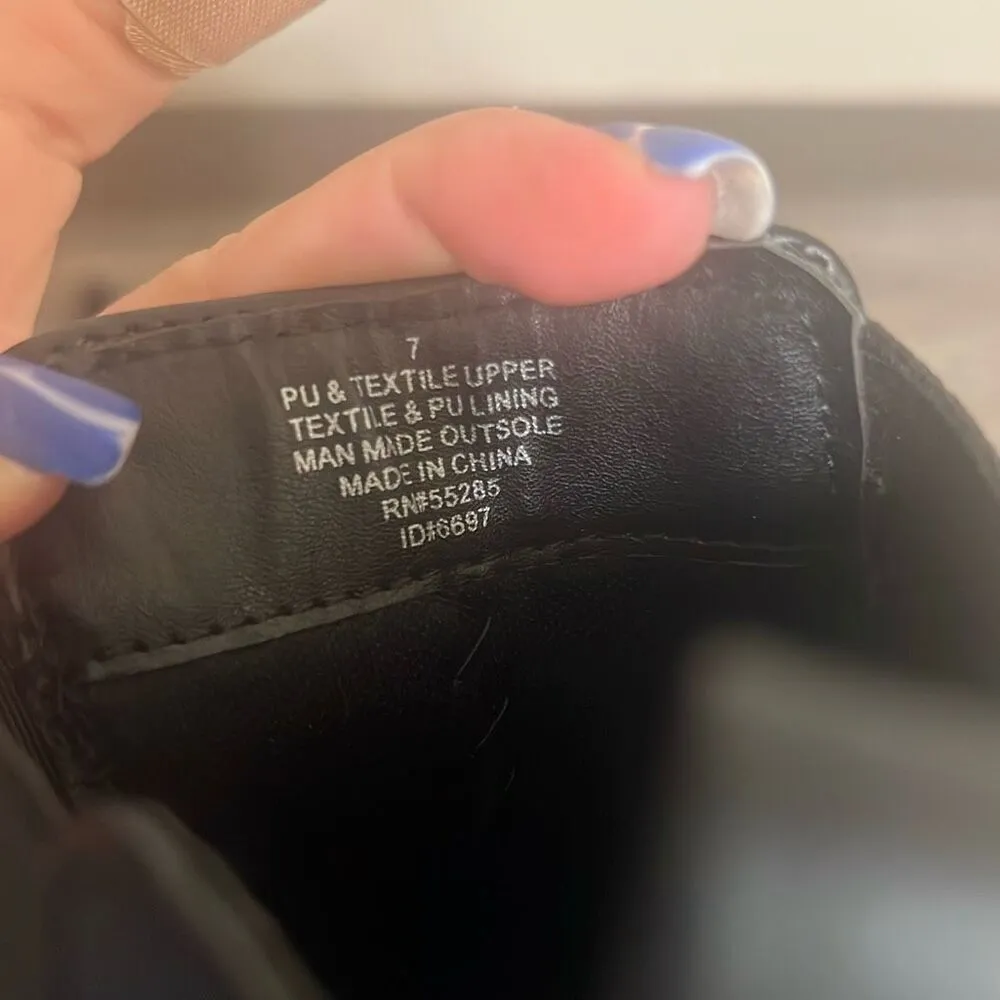 7
PU & TEXTILE UPPER
TEXTILE & PU LINING
MAN MADE OUTSOLE
MADE IN CHINA
RN#55285
ID#6697